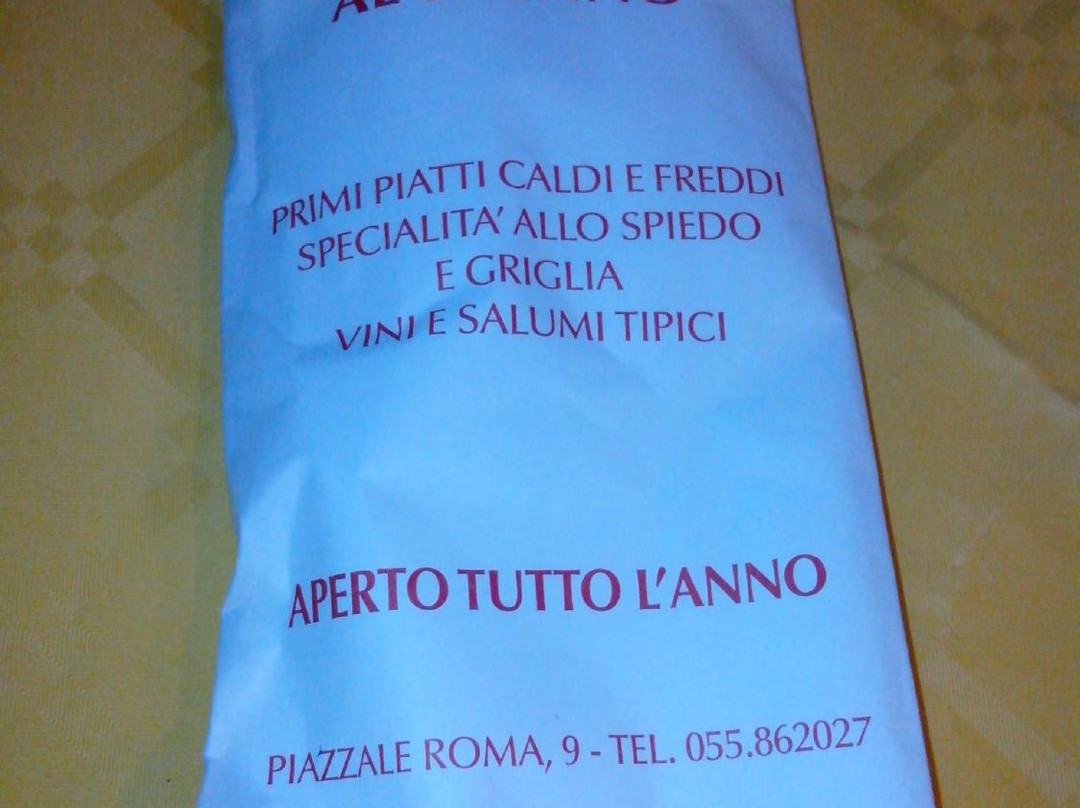 PRIMI PIATTI CALDI E FREDDI
SPECIALITA' ALLO SPIEDO
E GRIGLIA
VINI E SALUMI TIPICI
APERTO TUTTO L'ANNO
PIAZZALE ROMA, 9 - TEL. 055.862027